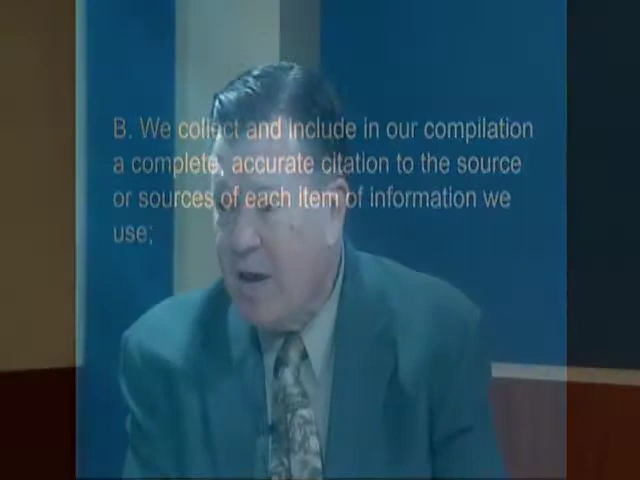 B. We collect and include in our compilation
a complete, accurate citation to the source
or sources of each item of information we
use;